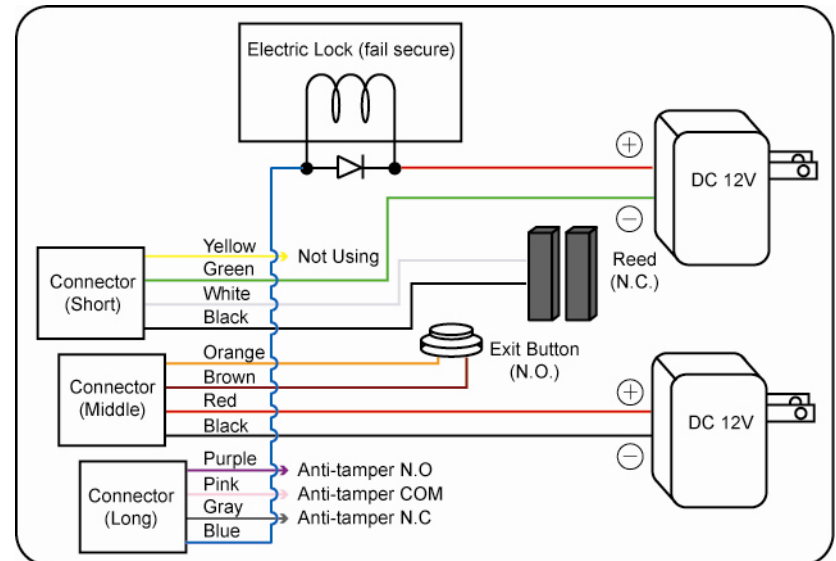 Electric Lock (fail secure)
+
DC 12V
−
Connector
(Short)
Yellow
Not Using
Green
White
Black
Reed
(N.C.)
Connector
(Middle)
Orange
Brown
Red
Black
Exit Button
(N.O.)
+
DC 12V
−
Connector
(Long)
Purple
Anti-tamper N.O
Pink
Anti-tamper COM
Gray
Anti-tamper N.C
Blue